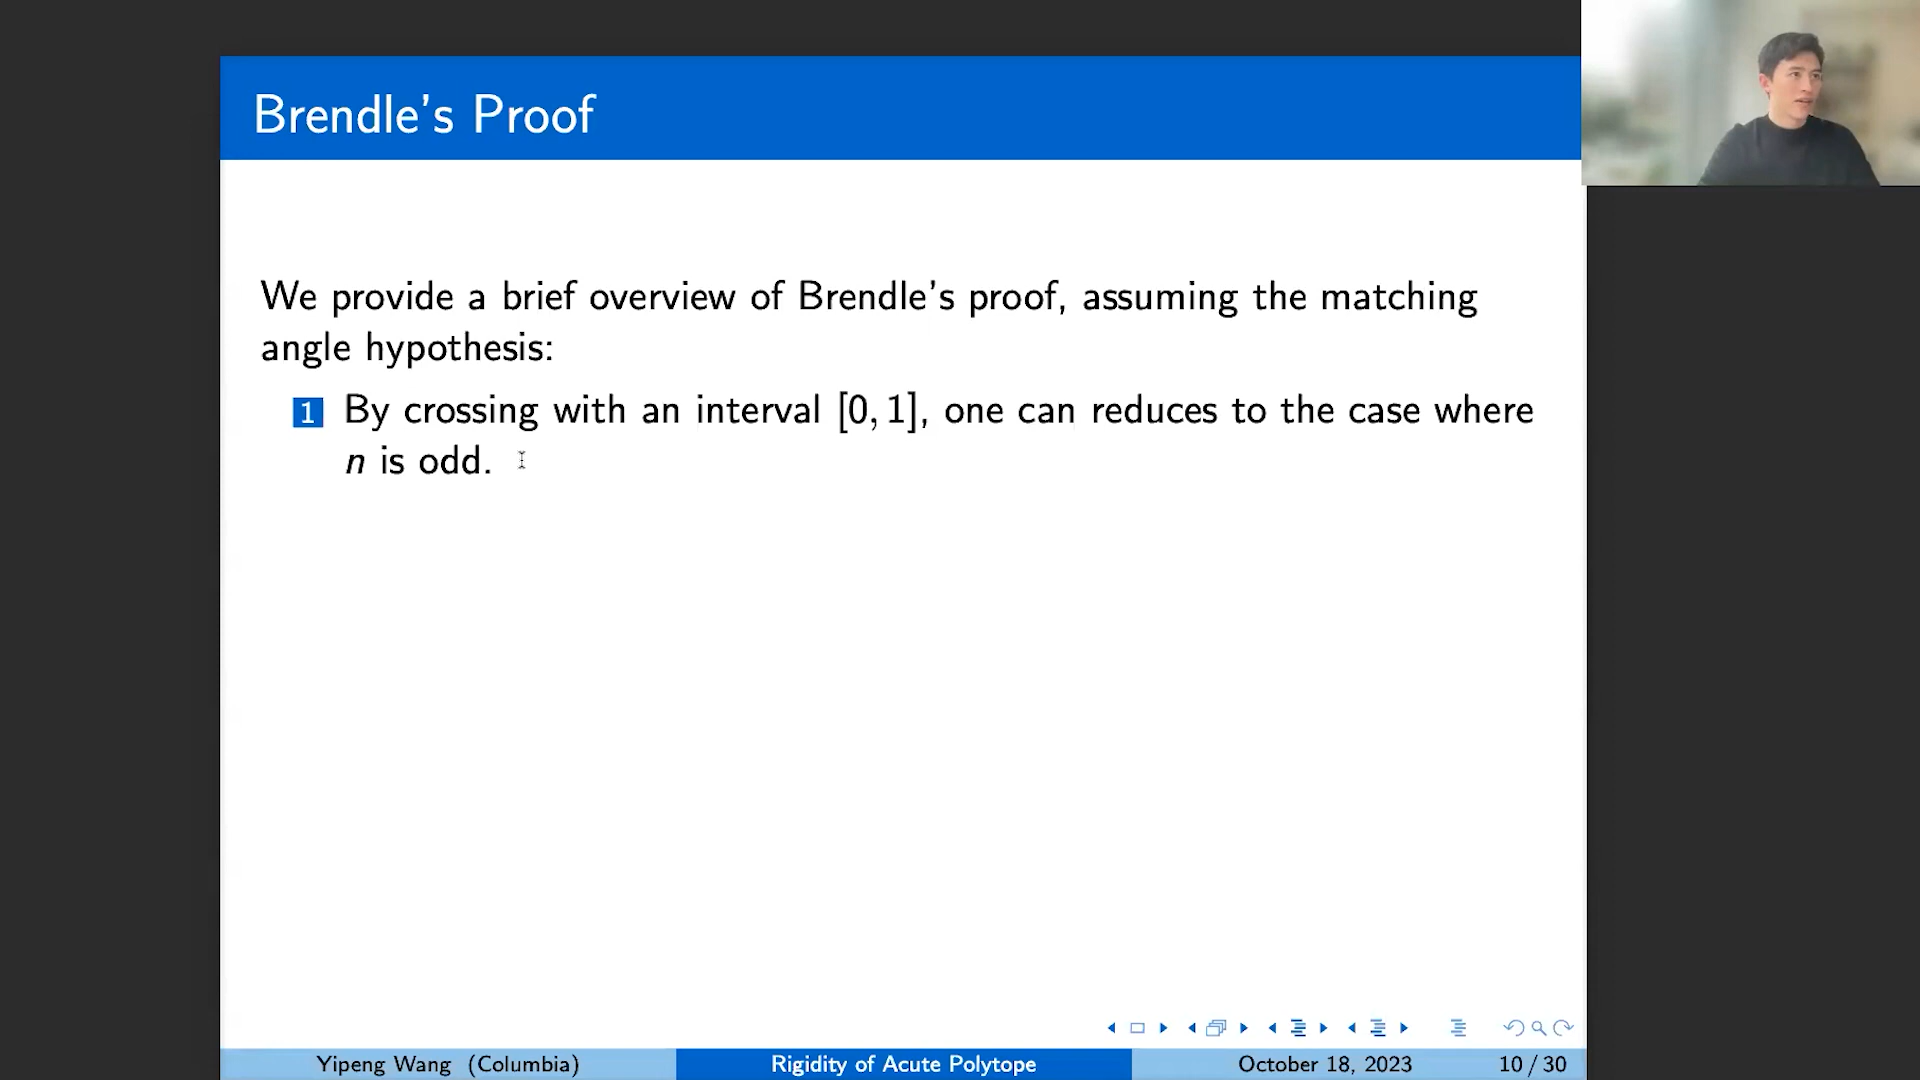 Brendle's Proof
We provide a brief overview of Brendle's proof, assuming the matching
angle hypothesis:
1 By crossing with an interval [0, 1], one can reduces to the case where
n is odd.
Yipeng Wang (Columbia) Rigidity of Acute Polytope October 18, 2023 10 / 30